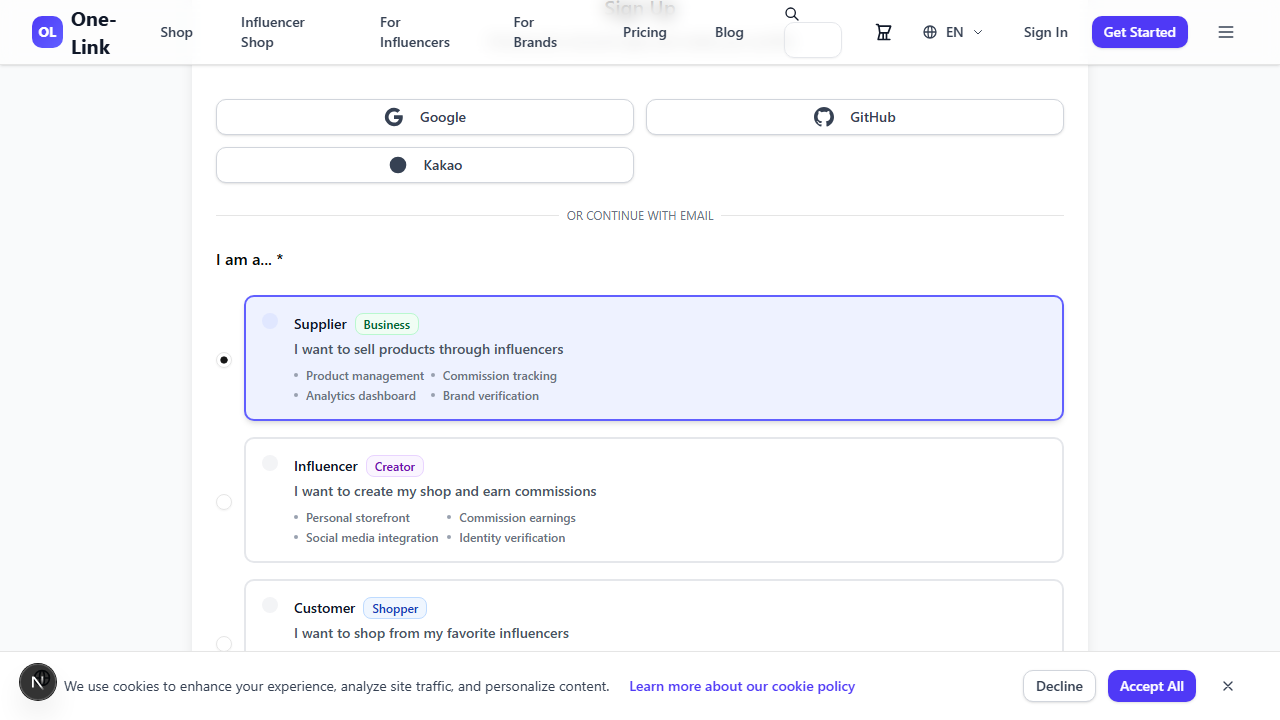 Sign Up
OL
One-Link
Shop
Influencer Shop
For Influencers
For Brands
Pricing
Blog
EN
Sign In
Get Started
Google
GitHub
Kakao
OR CONTINUE WITH EMAIL
I am a... *
Supplier Business
I want to sell products through influencers
• Product management • Commission tracking
• Analytics dashboard • Brand verification
Influencer Creator
I want to create my shop and earn commissions
• Personal storefront • Commission earnings
• Social media integration • Identity verification
Customer Shopper
I want to shop from my favorite influencers
N
We use cookies to enhance your experience, analyze site traffic, and personalize content. Learn more about our cookie policy
Decline
Accept All